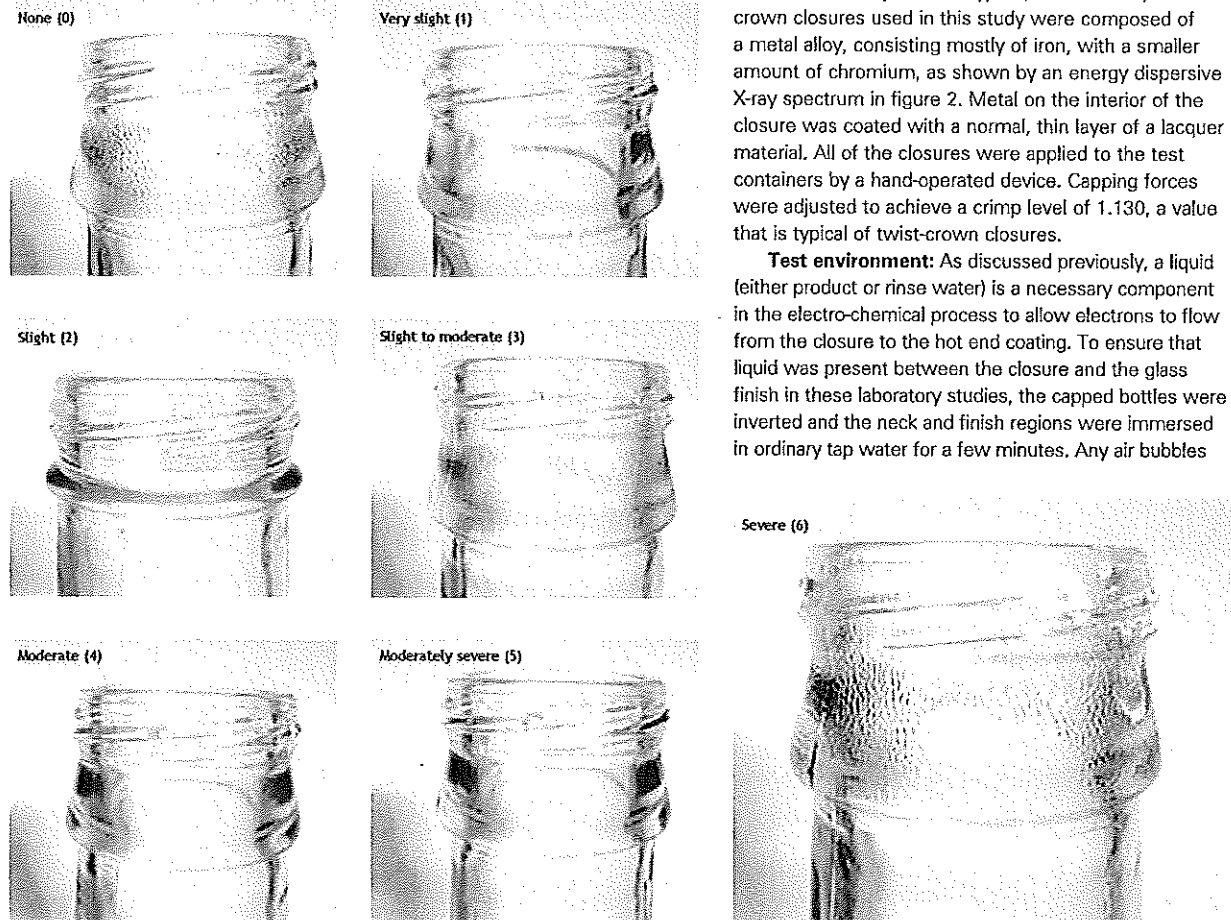 None (0)
Very slight (1)
Slight (2)
Slight to moderate (3)
Moderate (4)
Moderately severe (5)
crown closures used in this study were composed of
a metal alloy, consisting mostly of iron, with a smaller
amount of chromium, as shown by an energy dispersive
X-ray spectrum in figure 2. Metal on the interior of the
closure was coated with a normal, thin layer of a lacquer
material. All of the closures were applied to the test
containers by a hand-operated device. Capping forces
were adjusted to achieve a crimp level of 1.130, a value
that is typical of twist-crown closures.
Test environment: As discussed previously, a liquid
(either product or rinse water) is a necessary component
in the electro-chemical process to allow electrons to flow
from the closure to the hot end coating. To ensure that
liquid was present between the closure and the glass
finish in these laboratory studies, the capped bottles were
inverted and the neck and finish regions were immersed
in ordinary tap water for a few minutes. Any air bubbles
Severe (6)